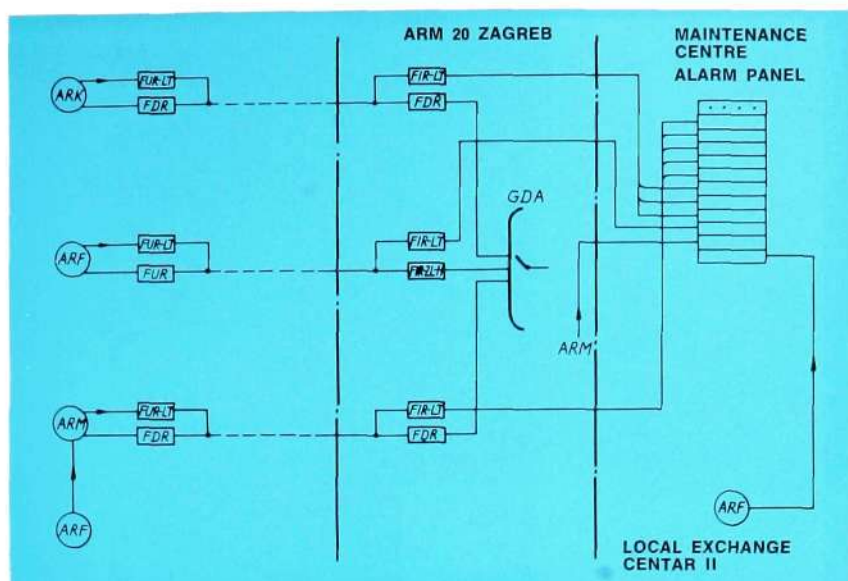 ARM 20 ZAGREB
MAINTENANCE
CENTRE
ALARM PANEL
ARK
FUR-LT
FDR
FIR-LT
FDR
GDA
ARF
FUR-LT
FUR
FIR-LT
ARM
ARM
FUR-LT
FDR
FIR-LT
FDR
ARF
ARF
LOCAL EXCHANGE
CENTAR II